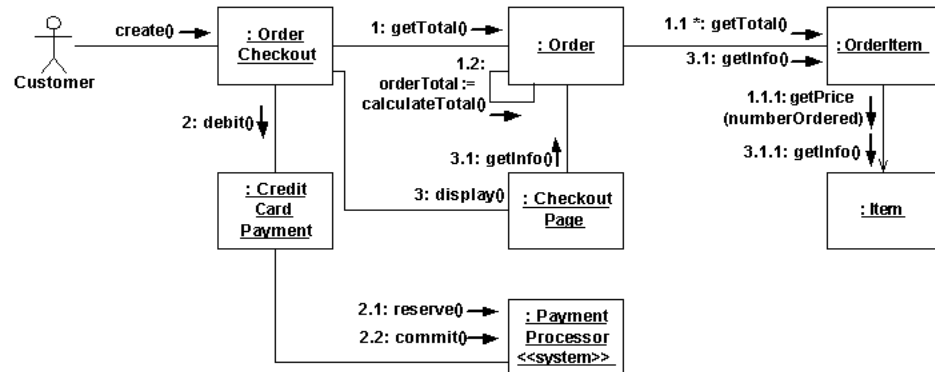 create()
Customer
: Order
Checkout
1: getTotal()
: Order
1.1 *: getTotal()
3.1: getInfo()
: OrderItem
1.2:
orderTotal :=
calculateTotal()
2: debit()
3.1: getInfo()
1.1.1: getPrice
(numberOrdered)
3.1.1: getInfo()
: Credit
Card
Payment
3: display()
: Checkout
Page
: Item
2.1: reserve()
2.2: commit()
: Payment
Processor
<<system>>